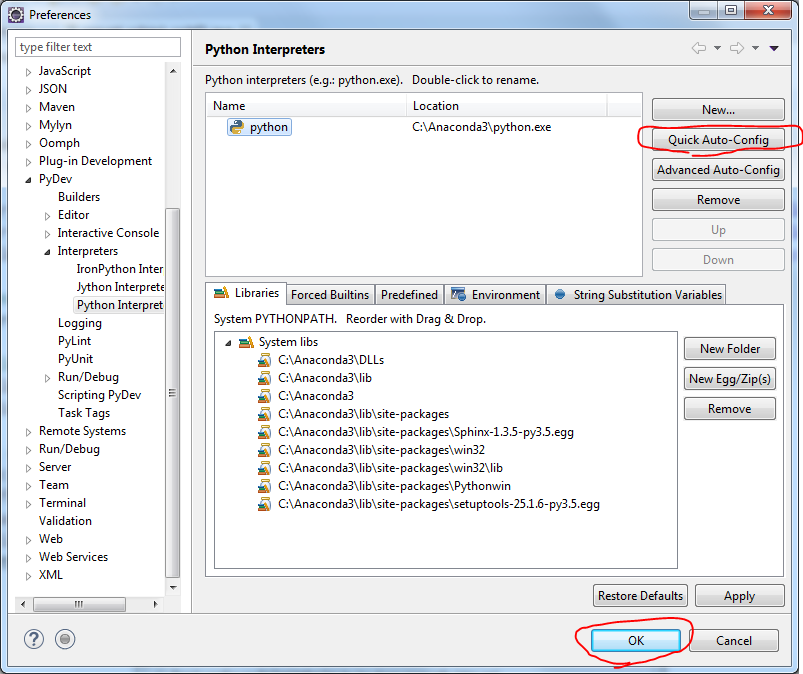 Preferences
type filter text
JavaScript
JSON
Maven
Mylyn
Oomph
Plug-in Development
PyDev
Builders
Editor
Interactive Console
Interpreters
IronPython Inter
Jython Interprete
Python Interpret
Logging
PyLint
PyUnit
Run/Debug
Scripting PyDev
Task Tags
Remote Systems
Run/Debug
Server
Team
Terminal
Validation
Web
Web Services
XML
Python Interpreters
Python interpreters (e.g.: python.exe).   Double-click to rename.
Name Location
python C:\Anaconda3\python.exe
New...
Quick Auto-Config
Advanced Auto-Config
Remove
Up
Down
Libraries Forced Builtins Predefined Environment String Substitution Variables
System PYTHONPATH.   Reorder with Drag & Drop.
System libs
C:\Anaconda3\DLLs
C:\Anaconda3\lib
C:\Anaconda3
C:\Anaconda3\lib\site-packages
C:\Anaconda3\lib\site-packages\Sphinx-1.3.5-py3.5.egg
C:\Anaconda3\lib\site-packages\win32
C:\Anaconda3\lib\site-packages\win32\lib
C:\Anaconda3\lib\site-packages\Pythonwin
C:\Anaconda3\lib\site-packages\setuptools-25.1.6-py3.5.egg
New Folder
New Egg/Zip(s)
Remove
Restore Defaults Apply
? OK Cancel